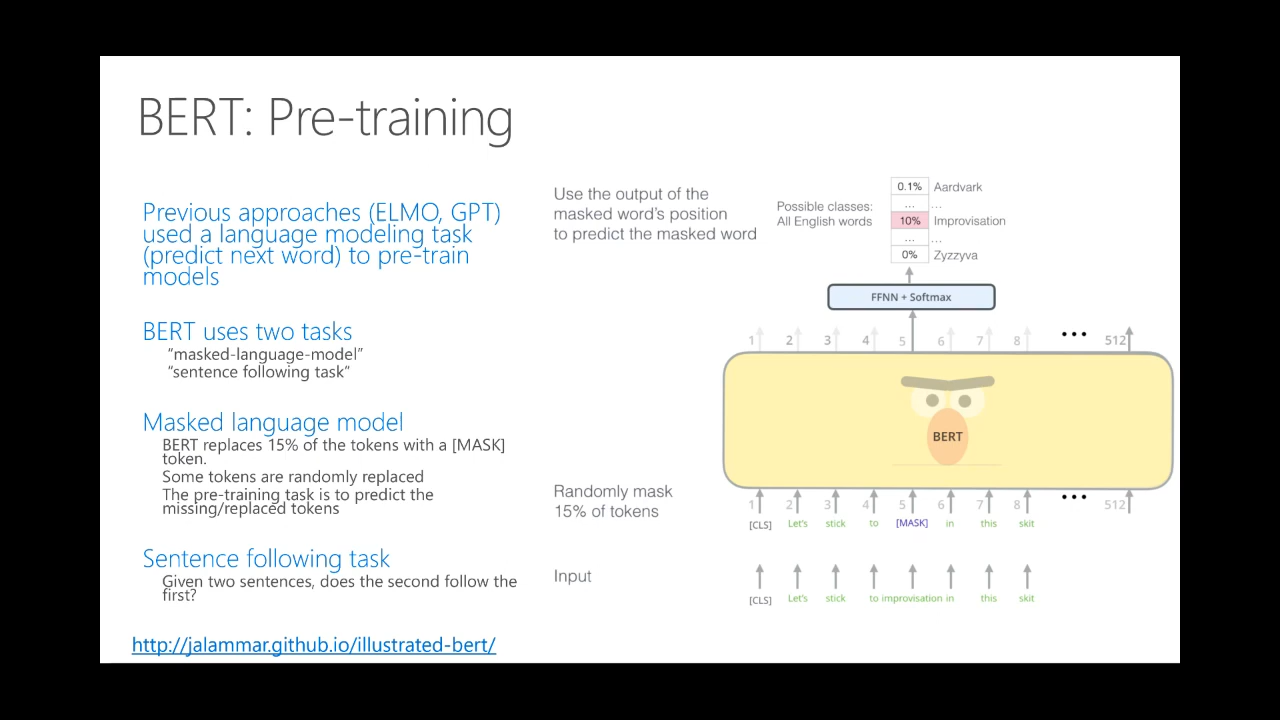 BERT: Pre-training
Previous approaches (ELMO, GPT)
used a language modeling task
(predict next word) to pre-train
models
BERT uses two tasks
"masked-language-model"
"sentence following task"
Masked language model
BERT replaces 15% of the tokens with a [MASK]
token.
Some tokens are randomly replaced
The pre-training task is to predict the
missing/replaced tokens
Sentence following task
Given two sentences, does the second follow the
first?
http://jalammar.github.io/illustrated-bert/
Use the output of the
masked word's position
to predict the masked word
Possible classes:
All English words
0.1% Aardvark
... ...
10% Improvisation
... ...
0% Zyzzyva
FFNN + Softmax
1 2 3 4 5 6 7 8 ... 512
BERT
Randomly mask
15% of tokens
1 2 3 4 5 6 7 8 ... 512
[CLS] Let's stick to [MASK] in this skit
Input
[CLS] Let's stick to improvisation in this skit